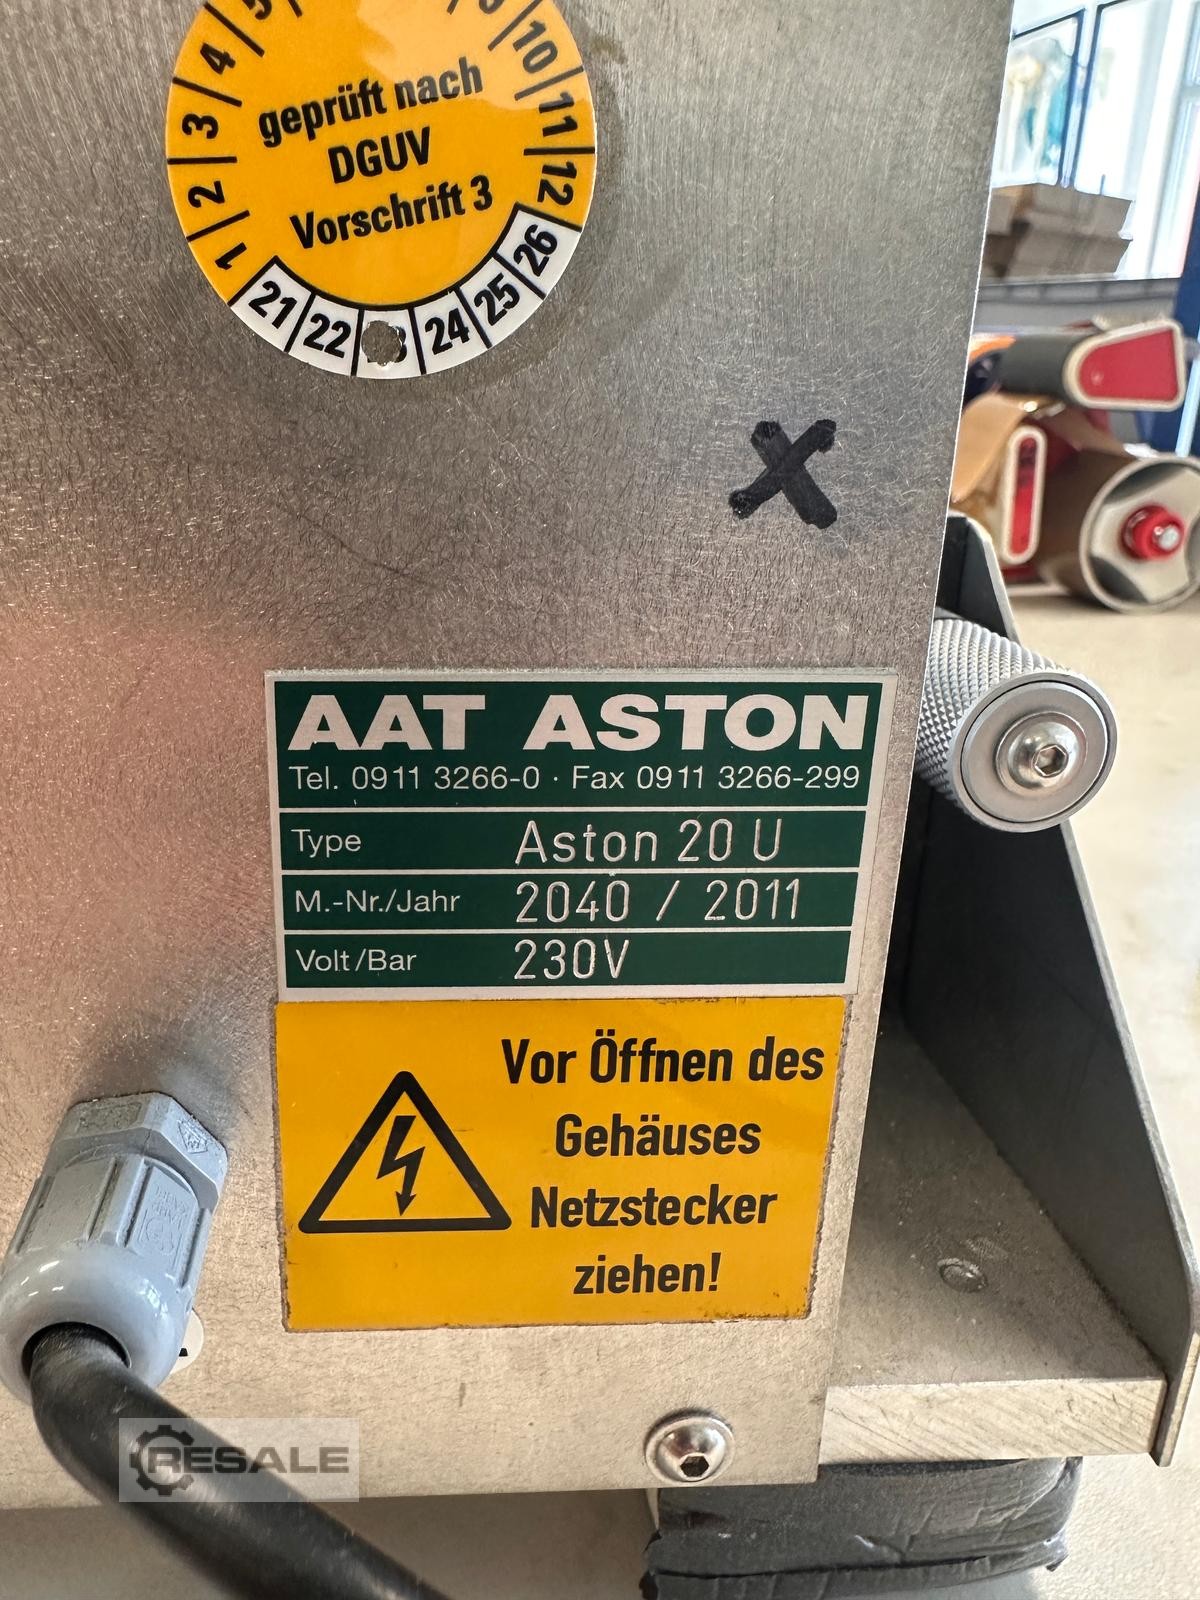 1 2 3 4 5 9 10 11 12
geprüft nach
DGUV
Vorschrift 3
21 22 24 25 26
X
AAT ASTON
Tel. 0911 3266-0 · Fax 0911 3266-299
Type Aston 20 U
M.-Nr./Jahr 2040 / 2011
Volt/Bar 230V
Vor Öffnen des
Gehäuses
Netzstecker
ziehen!
RESALE